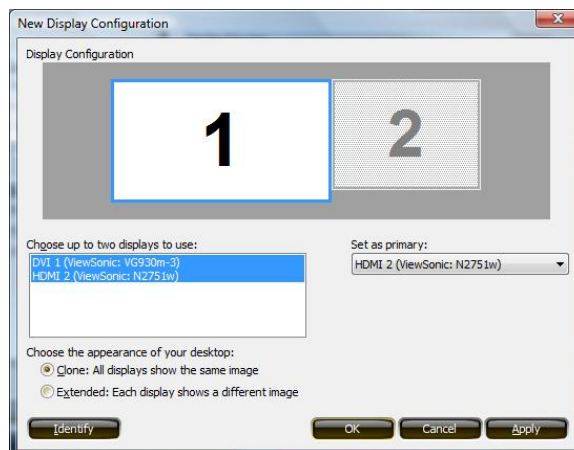 New Display Configuration
Display Configuration
1 2
Choose up to two displays to use: Set as primary:
DVI 1 (ViewSonic: VG930m-3) HDMI 2 (ViewSonic: N2751w)
HDMI 2 (ViewSonic: N2751w)
Choose the appearance of your desktop:
Clone: All displays show the same image
Extended: Each display shows a different image
Identify OK Cancel Apply